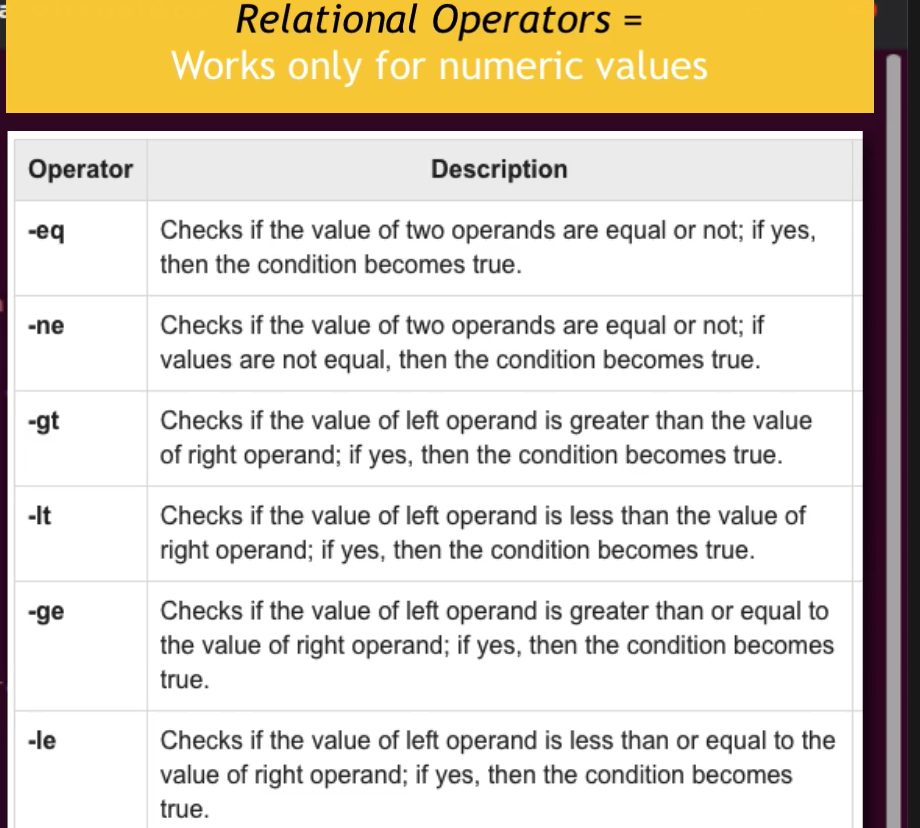 Relational Operators =
Works only for numeric values
Operator Description
-eq Checks if the value of two operands are equal or not; if yes,
then the condition becomes true.
-ne Checks if the value of two operands are equal or not; if
values are not equal, then the condition becomes true.
-gt Checks if the value of left operand is greater than the value
of right operand; if yes, then the condition becomes true.
-lt Checks if the value of left operand is less than the value of
right operand; if yes, then the condition becomes true.
-ge Checks if the value of left operand is greater than or equal to
the value of right operand; if yes, then the condition becomes
true.
-le Checks if the value of left operand is less than or equal to the
value of right operand; if yes, then the condition becomes
true.